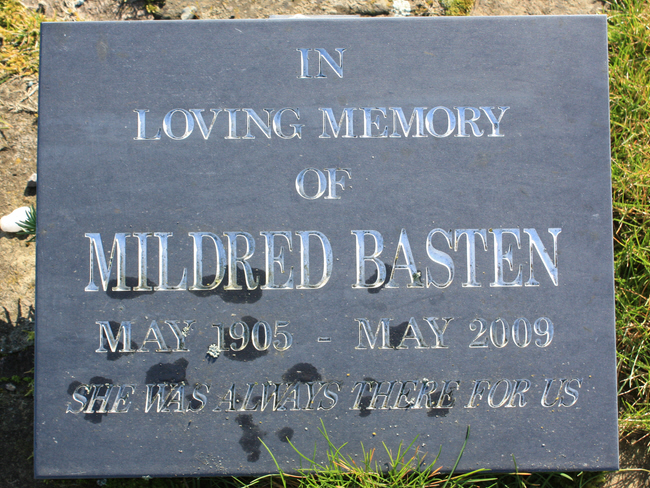 IN
LOVING MEMORY
OF
MILDRED BASTEN
MAY 1905 - MAY 2009
SHE WAS ALWAYS THERE FOR US